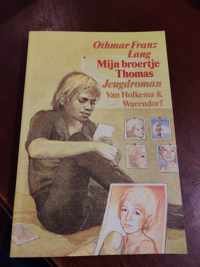 Othmar Franz
Lang
Mijn broertje
Thomas
Jeugdroman
Van Holkema &
Warendorf